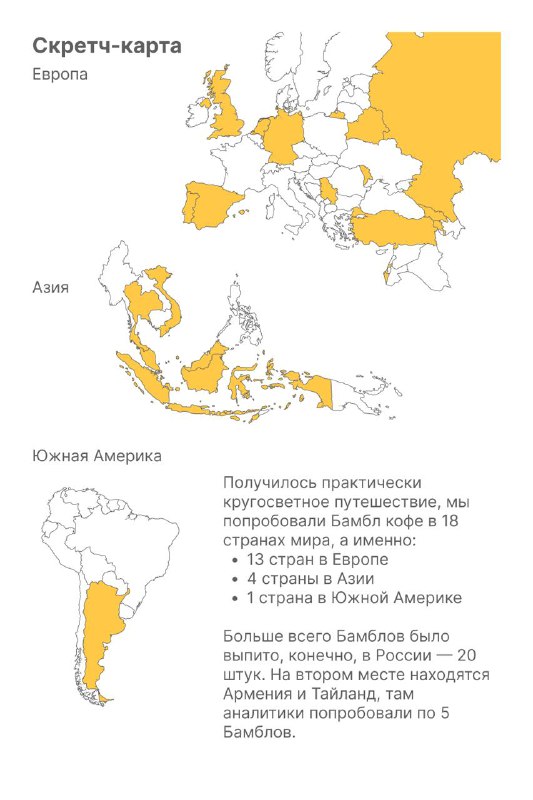 Скретч-карта
Европа
Азия
Южная Америка
Получилось практически
кругосветное путешествие, мы
попробовали Бамбл кофе в 18
странах мира, а именно:
• 13 стран в Европе
• 4 страны в Азии
• 1 страна в Южной Америке
Больше всего Бамблов было
выпито, конечно, в России — 20
штук. На втором месте находятся
Армения и Тайланд, там
аналитики попробовали по 5
Бамблов.